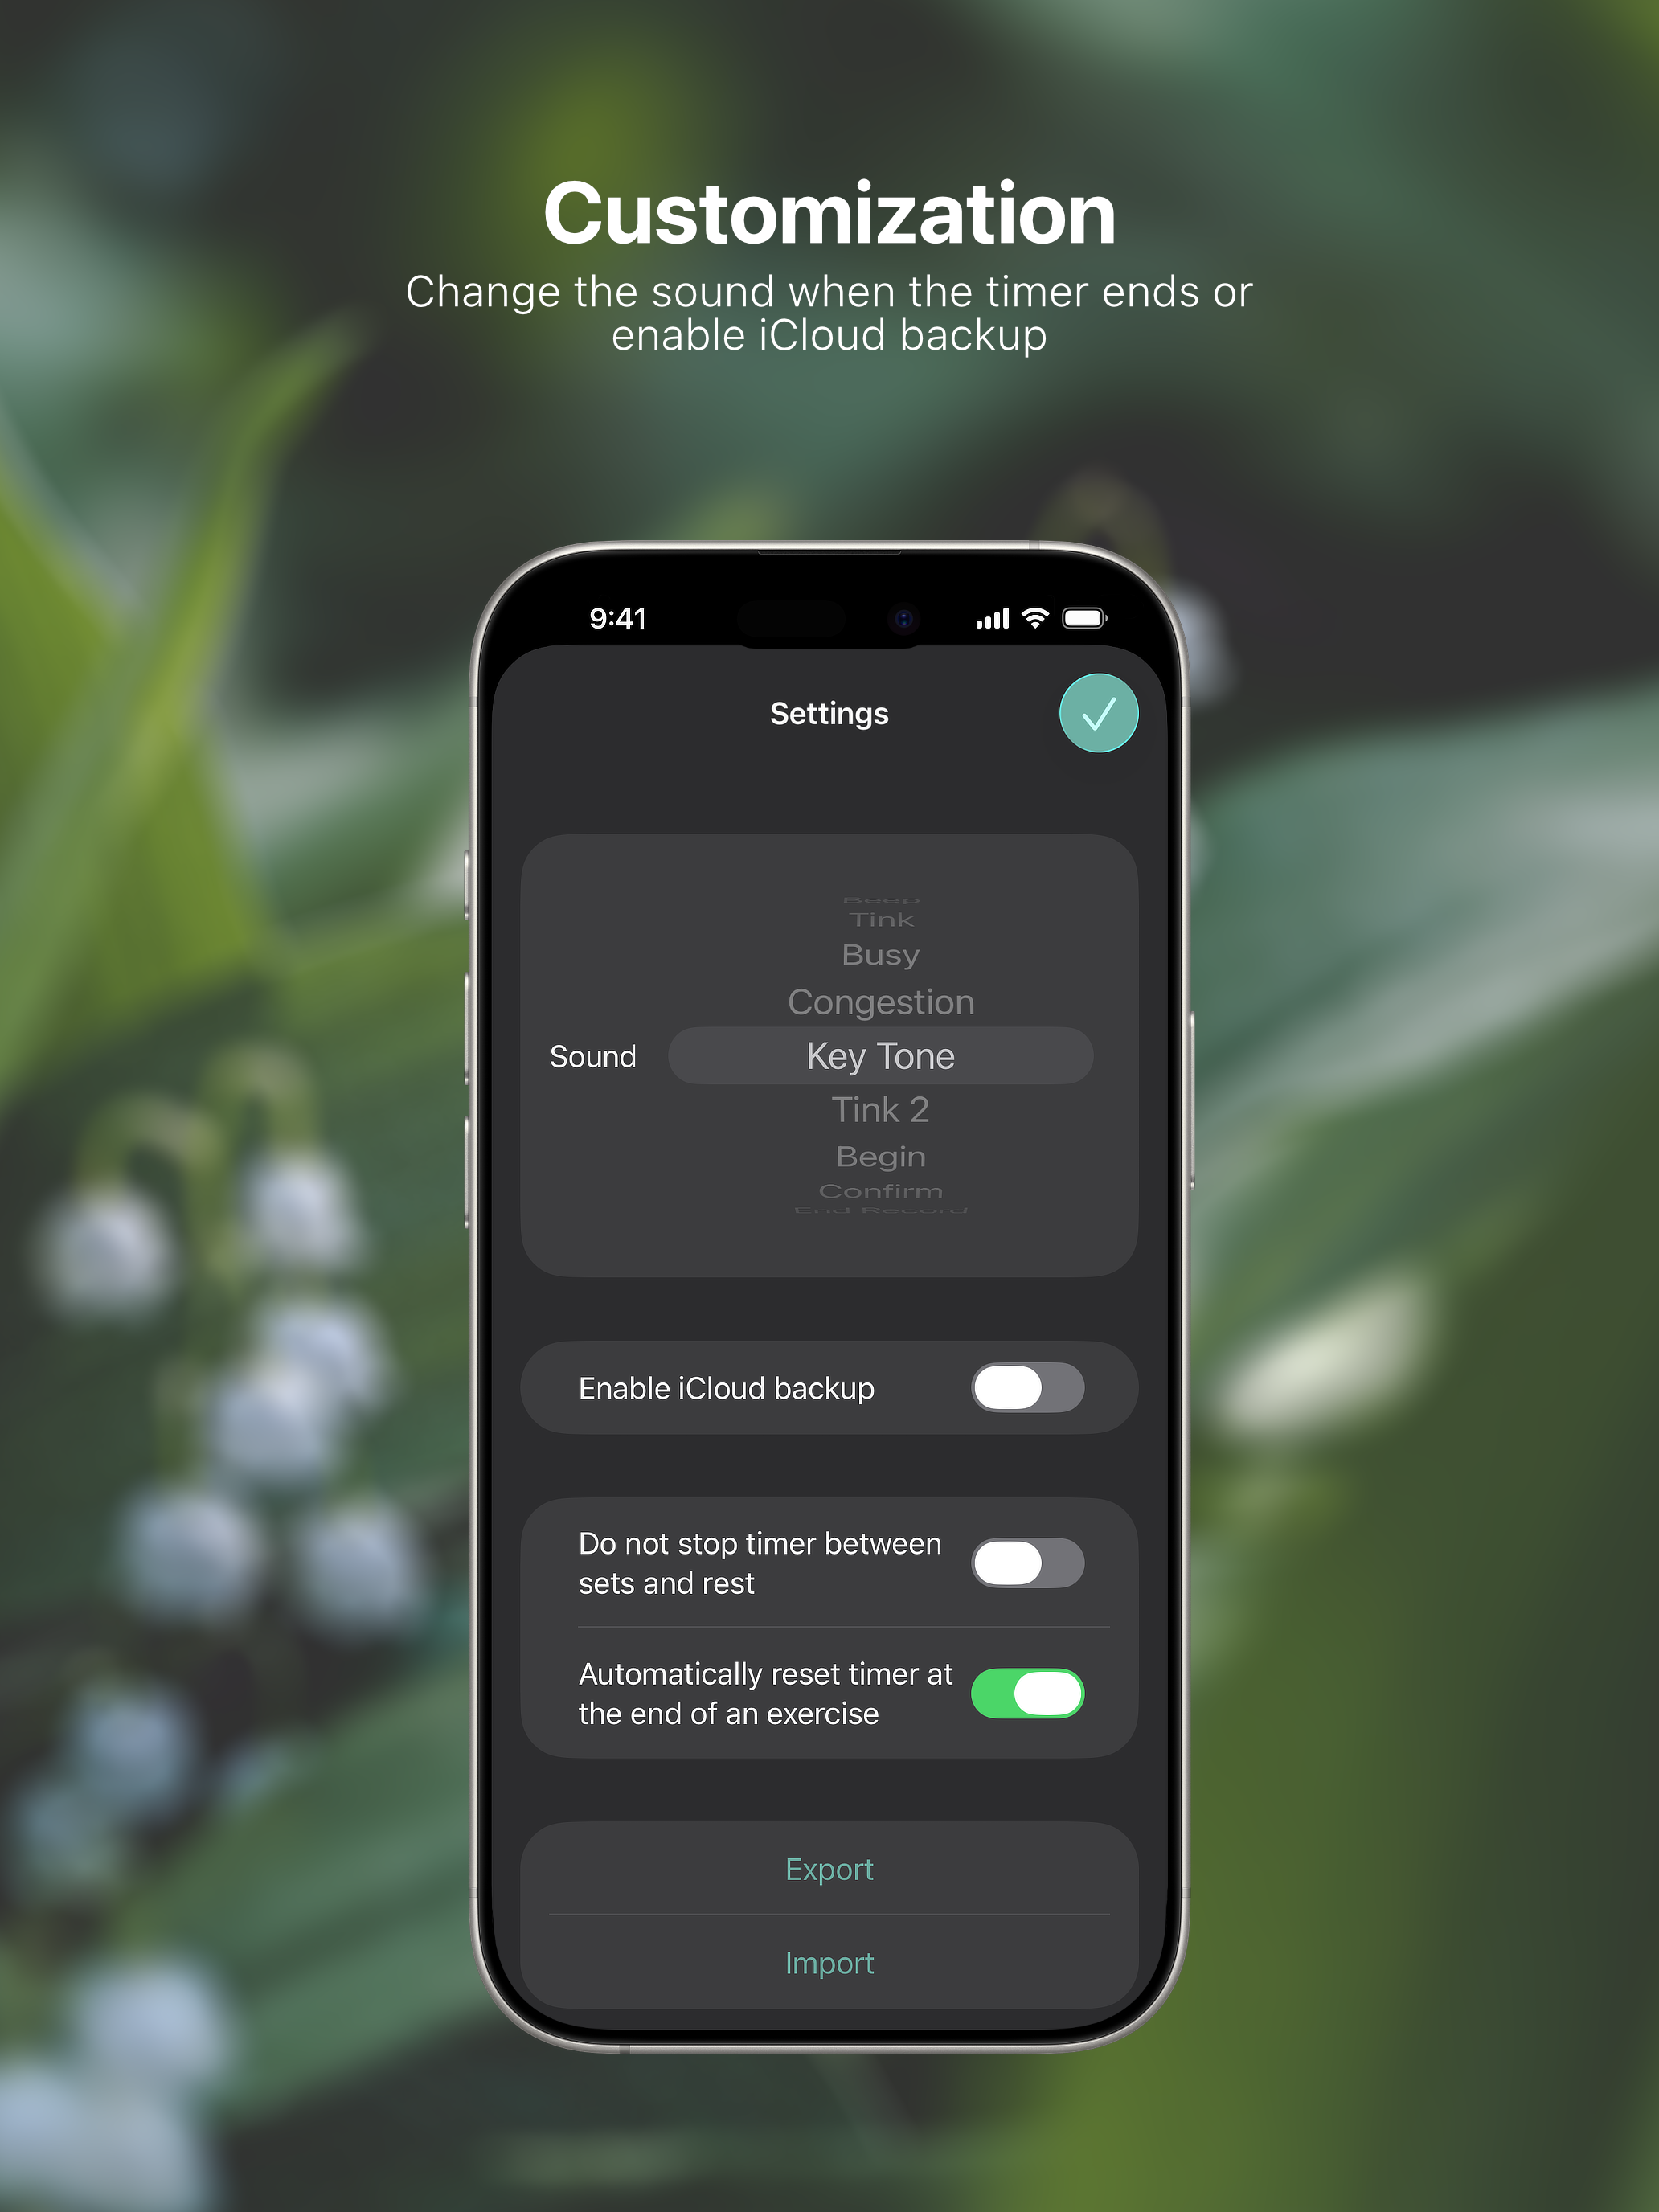 Customization
Change the sound when the timer ends or
enable iCloud backup
9:41
Settings
Beep
Tink
Busy
Congestion
Sound
Key Tone
Tink 2
Begin
Confirm
End Record
Enable iCloud backup
Do not stop timer between
sets and rest
Automatically reset timer at
the end of an exercise
Export
Import